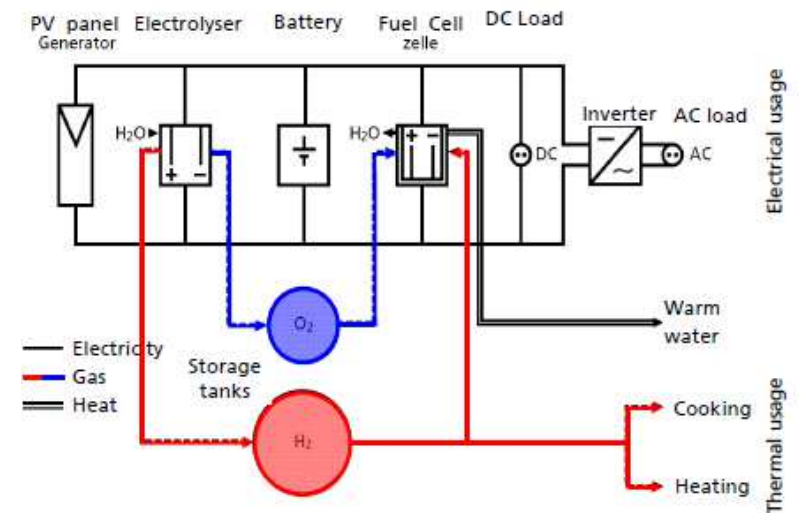 PV panel
Generator
Electrolyser
Battery
Fuel Cell
zelle
DC Load
H₂O
+ −
H₂O
+ −
DC
Inverter
AC load
AC
Electrical usage
O₂
Warm
water
Electricity
Gas
Heat
Storage
tanks
H₂
Cooking
Heating
Thermal usage